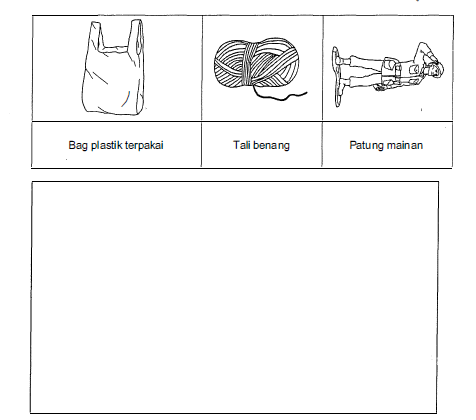 Bag plastik terpakai
Tali benang
Patung mainan